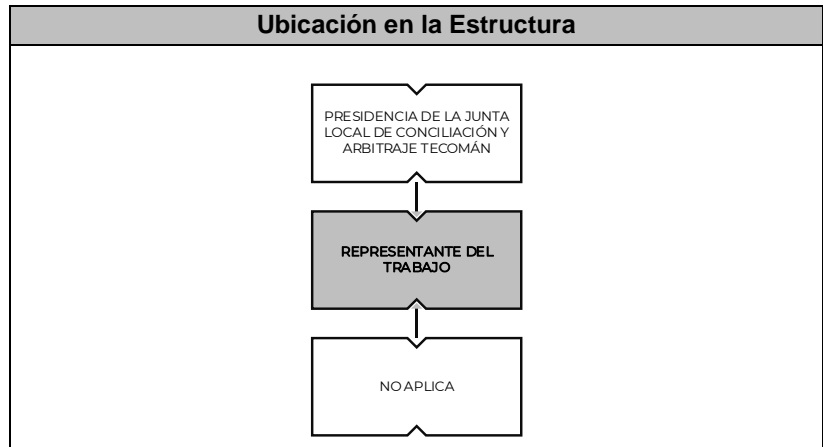 Ubicación en la Estructura
PRESIDENCIA DE LA JUNTA
LOCAL DE CONCILIACIÓN Y
ARBITRAJE TECOMÁN
REPRESENTANTE DEL
TRABAJO
NO APLICA